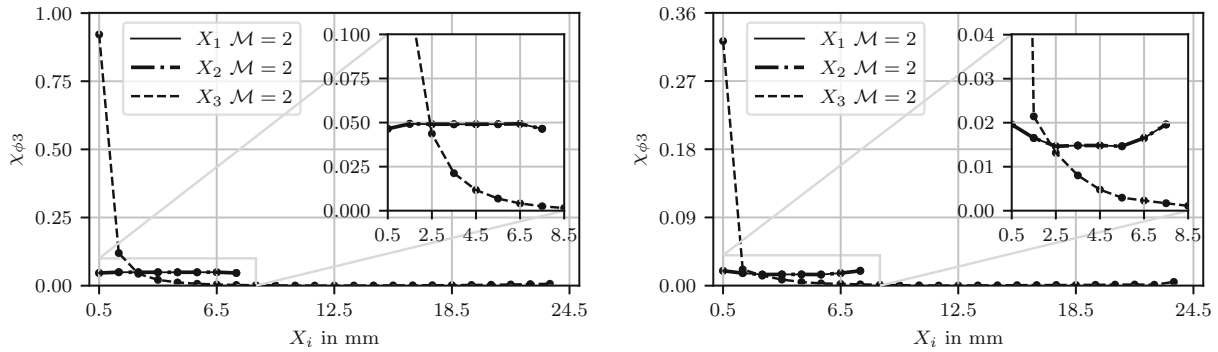 1.00
0.75
0.50
0.25
0.00
χϕ3
X1 M = 2
X2 M = 2
X3 M = 2
0.100
0.075
0.050
0.025
0.000
0.5 2.5 4.5 6.5 8.5
0.5 6.5 12.5 18.5 24.5
Xi in mm
0.36
0.27
0.18
0.09
0.00
χϕ3
X1 M = 2
X2 M = 2
X3 M = 2
0.04
0.03
0.02
0.01
0.00
0.5 2.5 4.5 6.5 8.5
0.5 6.5 12.5 18.5 24.5
Xi in mm